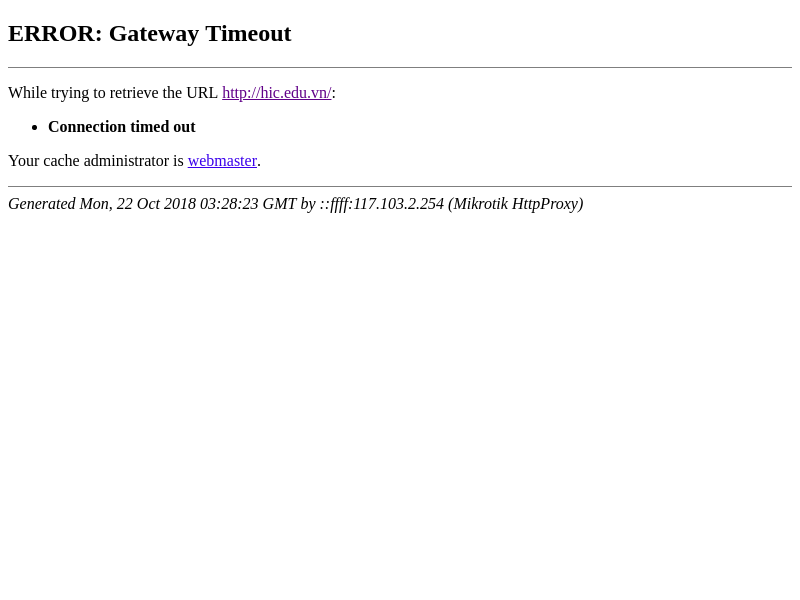 ERROR: Gateway Timeout
While trying to retrieve the URL http://hic.edu.vn/:
Connection timed out
Your cache administrator is webmaster.
Generated Mon, 22 Oct 2018 03:28:23 GMT by ::ffff:117.103.2.254 (Mikrotik HttpProxy)